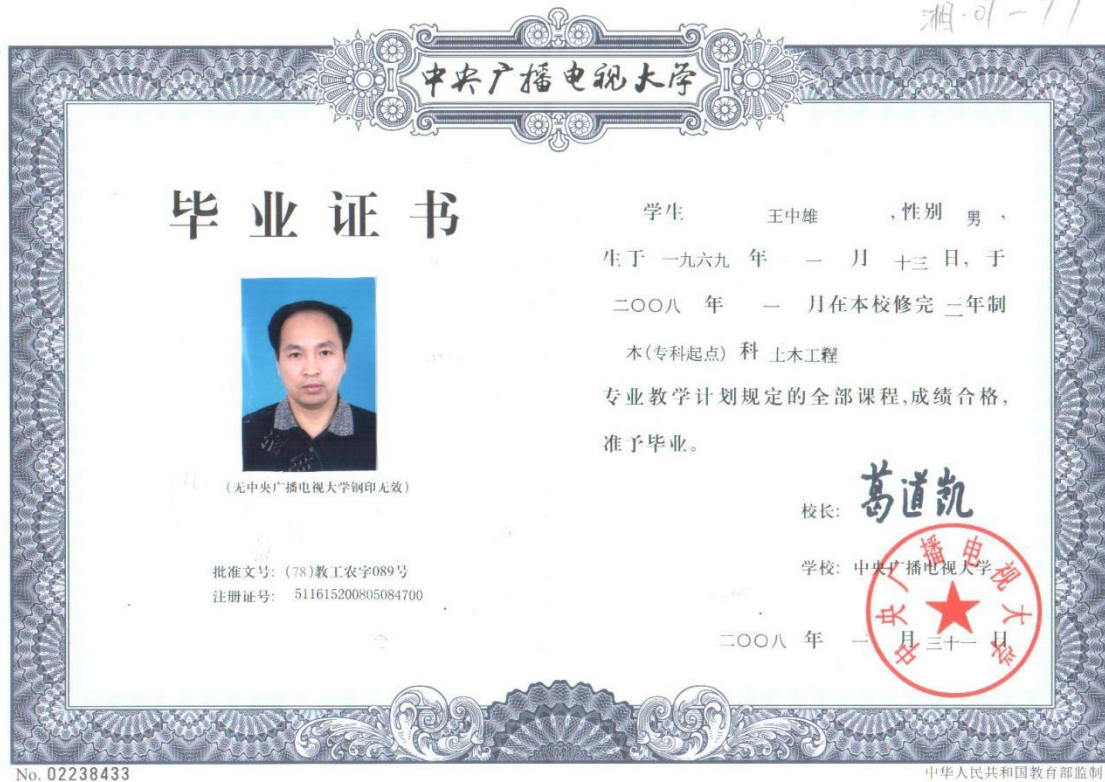 湘-01-77
中央广播电视大学
毕业证书
学生 王中雄 ,性别 男 ,
生于 一九六九 年 一 月 十三 日, 于
二〇〇八 年 一 月在本校修完 三年制
本(专科起点) 科 土木工程
专业教学计划规定的全部课程,成绩合格,
准予毕业。
(无中央广播电视大学钢印无效)
校长: 葛道凯
学校: 中央广播电视大学
批准文号: (78)教工农字089号
注册证号: 511615200805084700
二〇〇八 年 一 月 三十一 日
中央广播电视大学
No. 02238433
中华人民共和国教育部监制